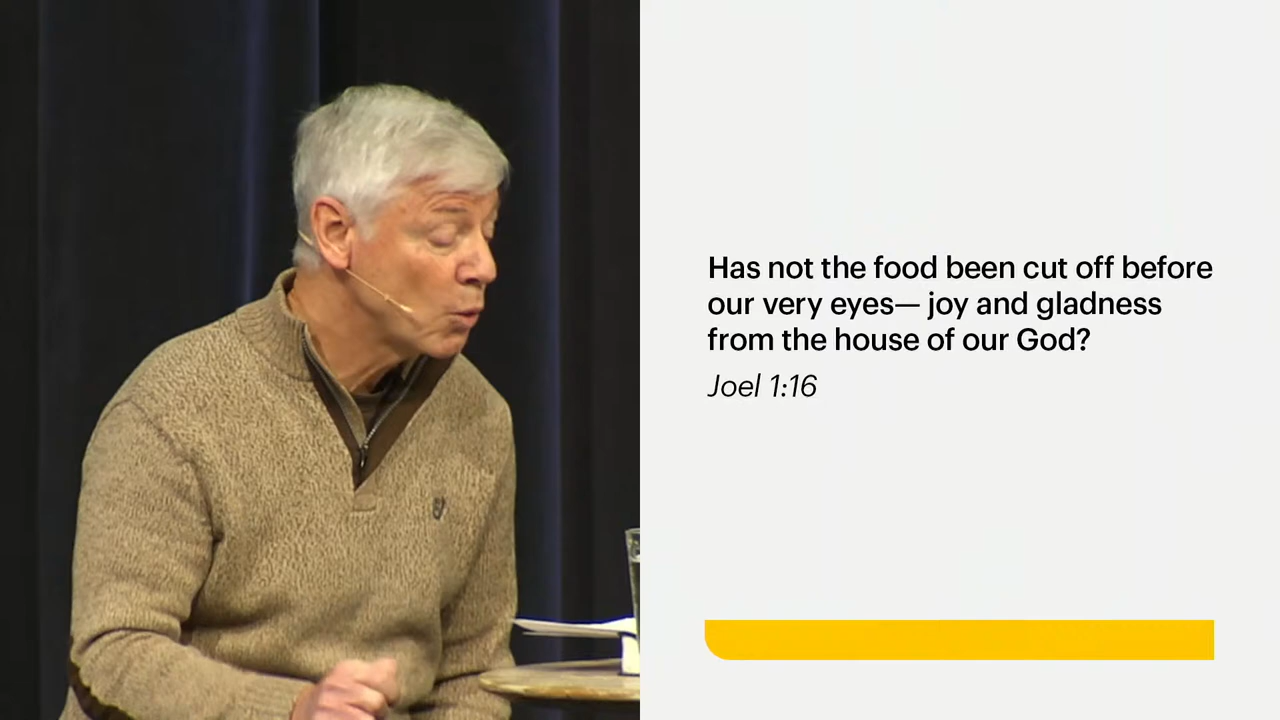 Has not the food been cut off before
our very eyes— joy and gladness
from the house of our God?
Joel 1:16